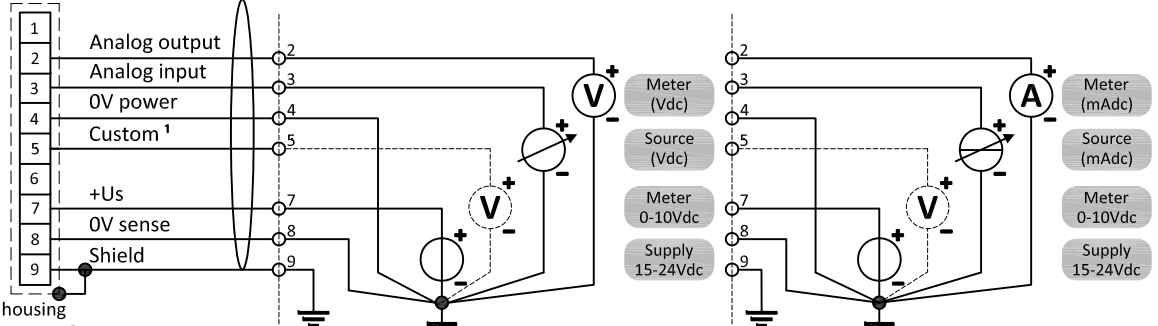 1
2
3
4
5
6
7
8
9
Analog output
Analog input
0V power
Custom ¹
+Us
0V sense
Shield
housing
2
3
4
5
7
8
9
V
+
−
+
−
V
+
−
+
−
Meter
(Vdc)
Source
(Vdc)
Meter
0-10Vdc
Supply
15-24Vdc
2
3
4
5
7
8
9
A
+
−
+
−
V
+
−
+
−
Meter
(mAdc)
Source
(mAdc)
Meter
0-10Vdc
Supply
15-24Vdc